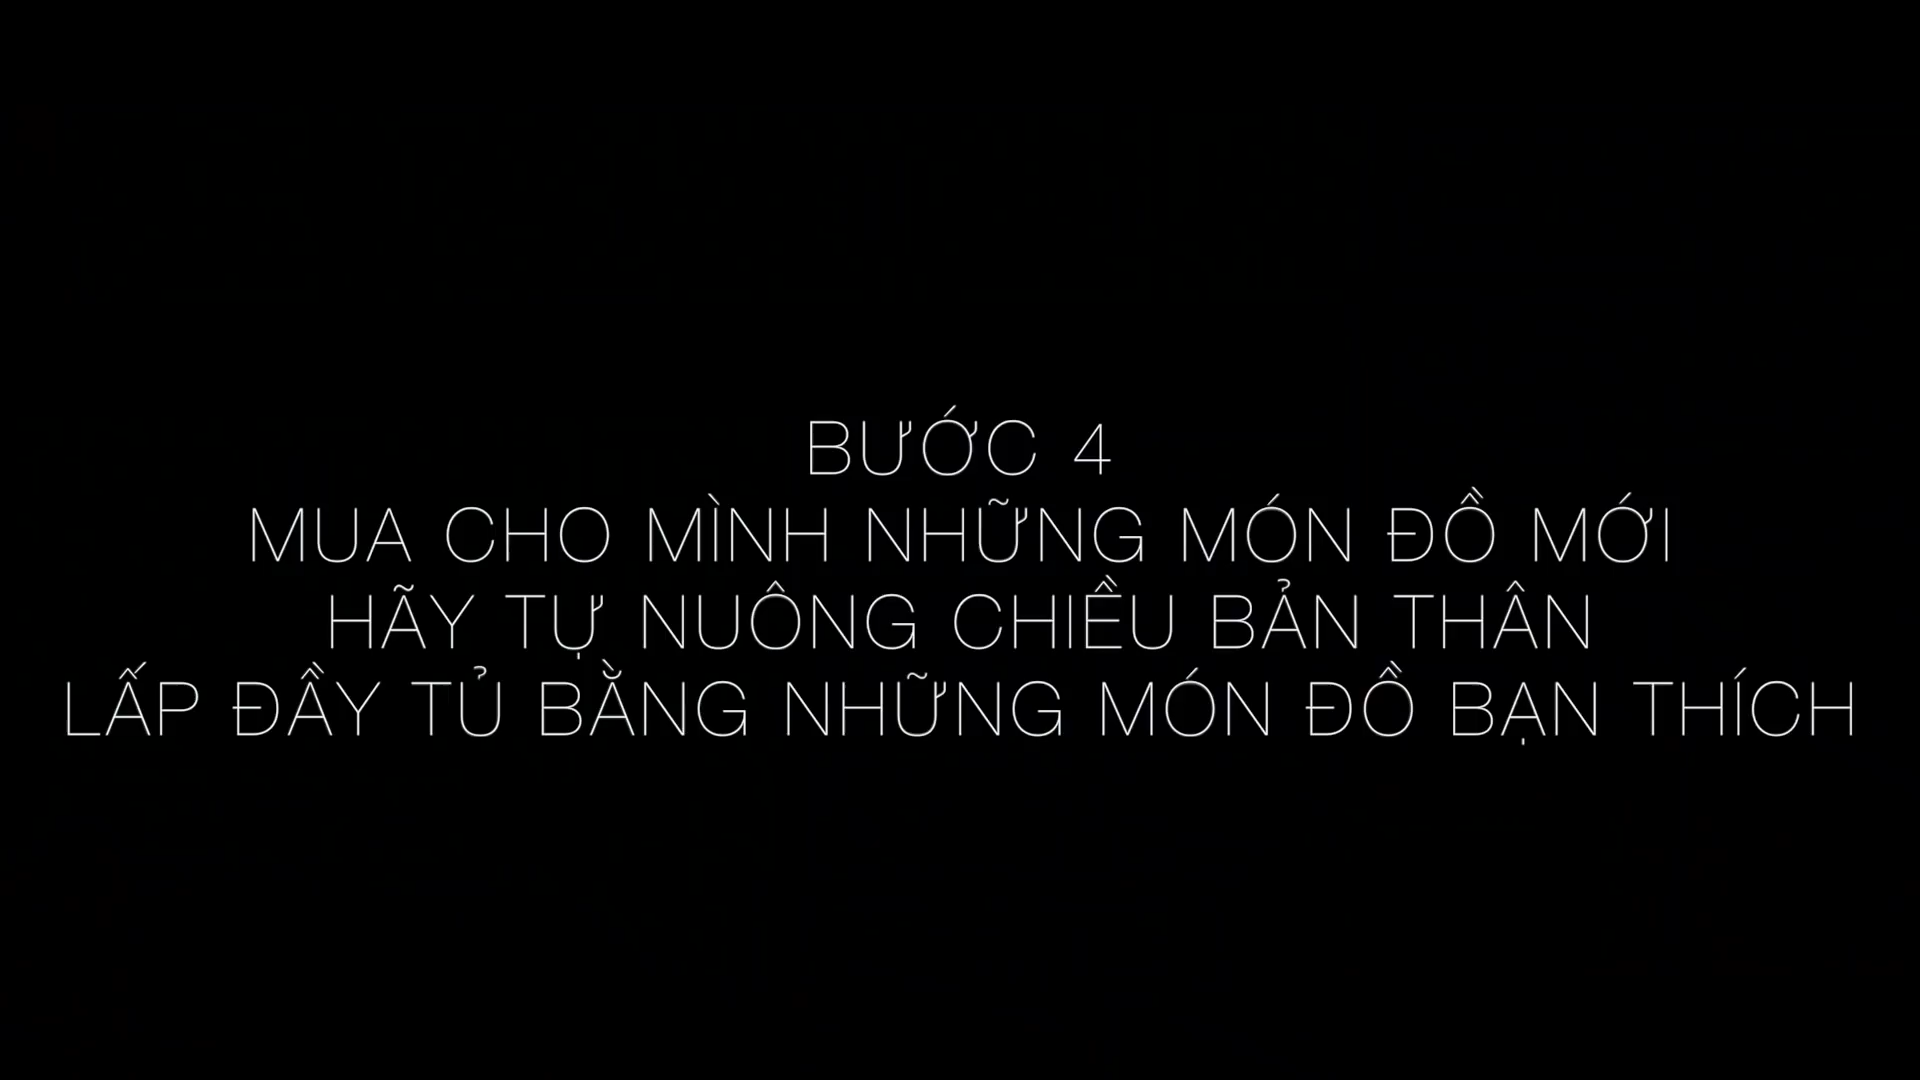 BƯỚC 4
MUA CHO MÌNH NHỮNG MÓN ĐỒ MỚI
HÃY TỰ NUÔNG CHIỀU BẢN THÂN
LẤP ĐẦY TỦ BẰNG NHỮNG MÓN ĐỒ BẠN THÍCH